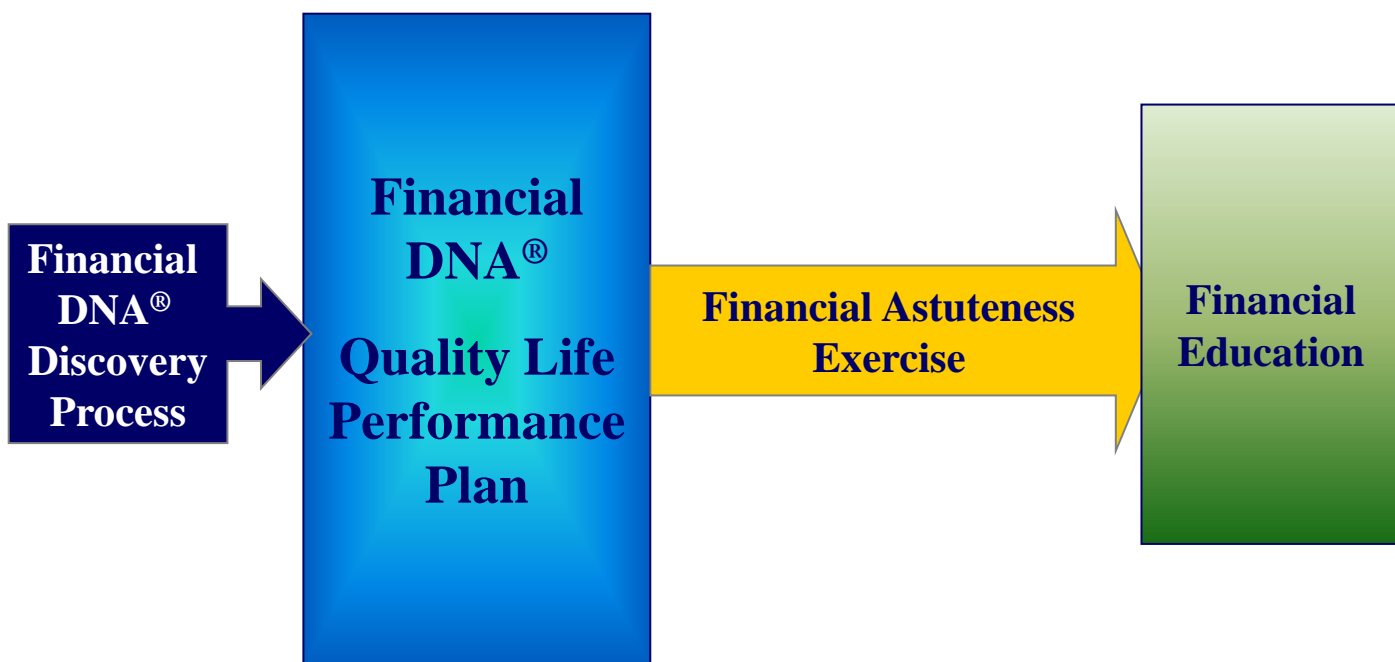 Financial
DNA®
Discovery
Process
Financial
DNA®
Quality Life
Performance
Plan
Financial Astuteness
Exercise
Financial
Education